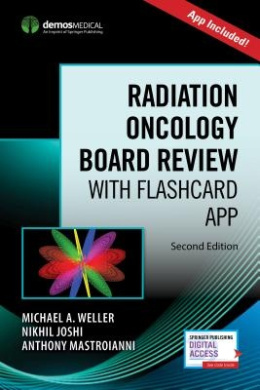 App Included!
demosMEDICAL
An Imprint of Springer Publishing
RADIATION
ONCOLOGY
BOARD REVIEW
WITH FLASHCARD
APP
Second Edition
MICHAEL A. WELLER
NIKHIL JOSHI
ANTHONY MASTROIANNI
SPRINGER PUBLISHING
DIGITAL
ACCESS